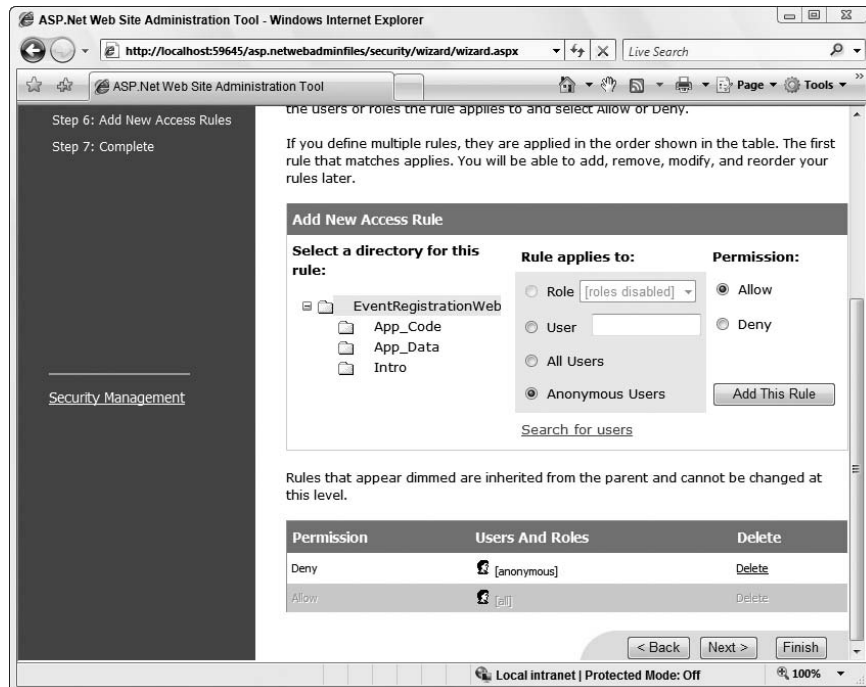 ASP.Net Web Site Administration Tool - Windows Internet Explorer
http://localhost:59645/asp.netwebadminfiles/security/wizard/wizard.aspx
Live Search
ASP.Net Web Site Administration Tool
Page
Tools
Step 6: Add New Access Rules
Step 7: Complete
Security Management
the users or roles the rule applies to and select Allow or Deny.
If you define multiple rules, they are applied in the order shown in the table. The first
rule that matches applies. You will be able to add, remove, modify, and reorder your
rules later.
Add New Access Rule
Select a directory for this
rule:
EventRegistrationWeb
App_Code
App_Data
Intro
Rule applies to:
Role [roles disabled]
User
All Users
Anonymous Users
Search for users
Permission:
Allow
Deny
Add This Rule
Rules that appear dimmed are inherited from the parent and cannot be changed at
this level.
Permission Users And Roles Delete
Deny [anonymous] Delete
Allow [all] Delete
< Back Next > Finish
Local intranet | Protected Mode: Off 100%